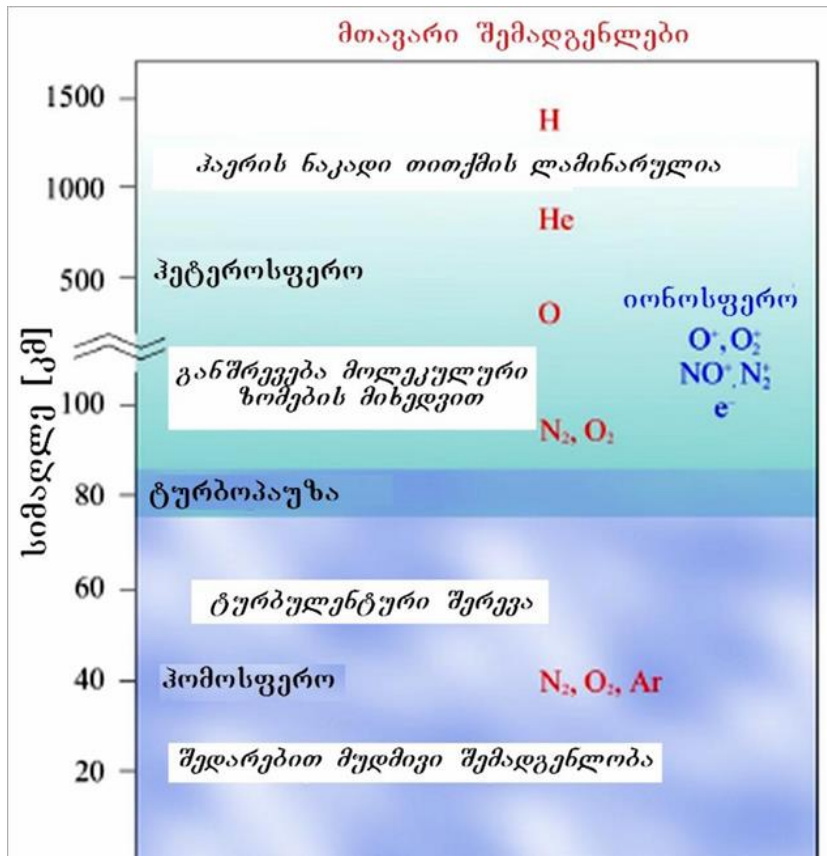 მთავარი შემადგენლები
1500
H
ჰაერის ნაკადი თითქმის ლამინარულია
1000
He
ჰეტეროსფერო
500
იონოსფერო
O
O⁺, O₂⁺
NO⁺, N₂⁺
e⁻
განშრევება მოლეკულური
ზომების მიხედვით
100
N₂, O₂
ტურბოპაუზა
80
სიმაღლე [კმ]
60
ტურბულენტური შერევა
ჰომოსფერო
40
N₂, O₂, Ar
შედარებით მუდმივი შემადგენლობა
20